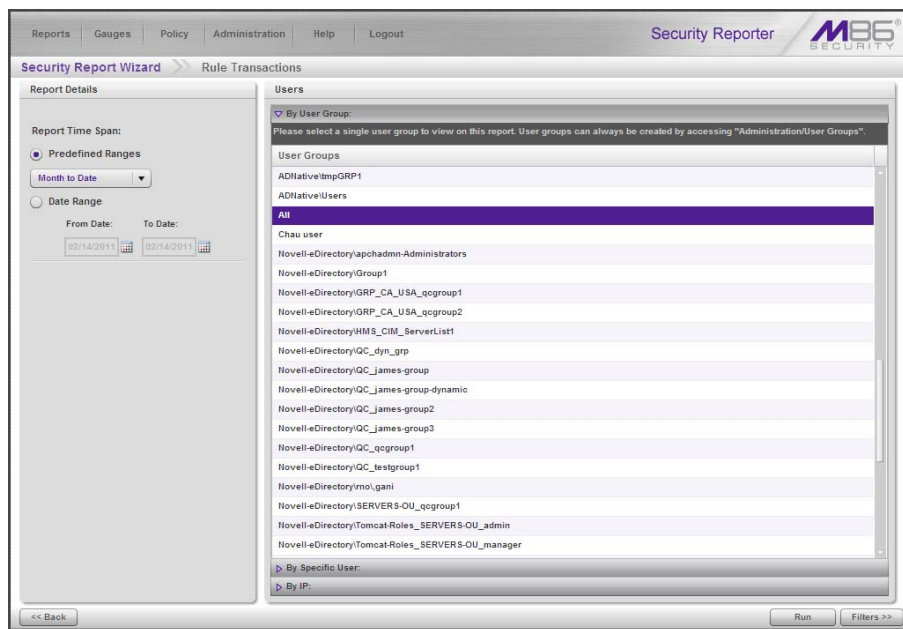 Reports Gauges Policy Administration Help Logout
Security Reporter
M86®
SECURITY
Security Report Wizard Rule Transactions
Report Details
Report Time Span:
Predefined Ranges
Month to Date
Date Range
From Date: To Date:
02/14/2011 02/14/2011
Users
By User Group:
Please select a single user group to view on this report. User groups can always be created by accessing "Administration/User Groups".
User Groups
ADNative\tmpGRP1
ADNative\Users
All
Chau user
Novell-eDirectory\apchadmn-Administrators
Novell-eDirectory\Group1
Novell-eDirectory\GRP_CA_USA_qcgroup1
Novell-eDirectory\GRP_CA_USA_qcgroup2
Novell-eDirectory\HMS_CIM_ServerList1
Novell-eDirectory\QC_dyn_grp
Novell-eDirectory\QC_james-group
Novell-eDirectory\QC_james-group-dynamic
Novell-eDirectory\QC_james-group2
Novell-eDirectory\QC_james-group3
Novell-eDirectory\QC_qcgroup1
Novell-eDirectory\QC_testgroup1
Novell-eDirectory\rno\,gani
Novell-eDirectory\SERVERS-OU_qcgroup1
Novell-eDirectory\Tomcat-Roles_SERVERS-OU_admin
Novell-eDirectory\Tomcat-Roles_SERVERS-OU_manager
By Specific User:
By IP:
<< Back Run Filters >>